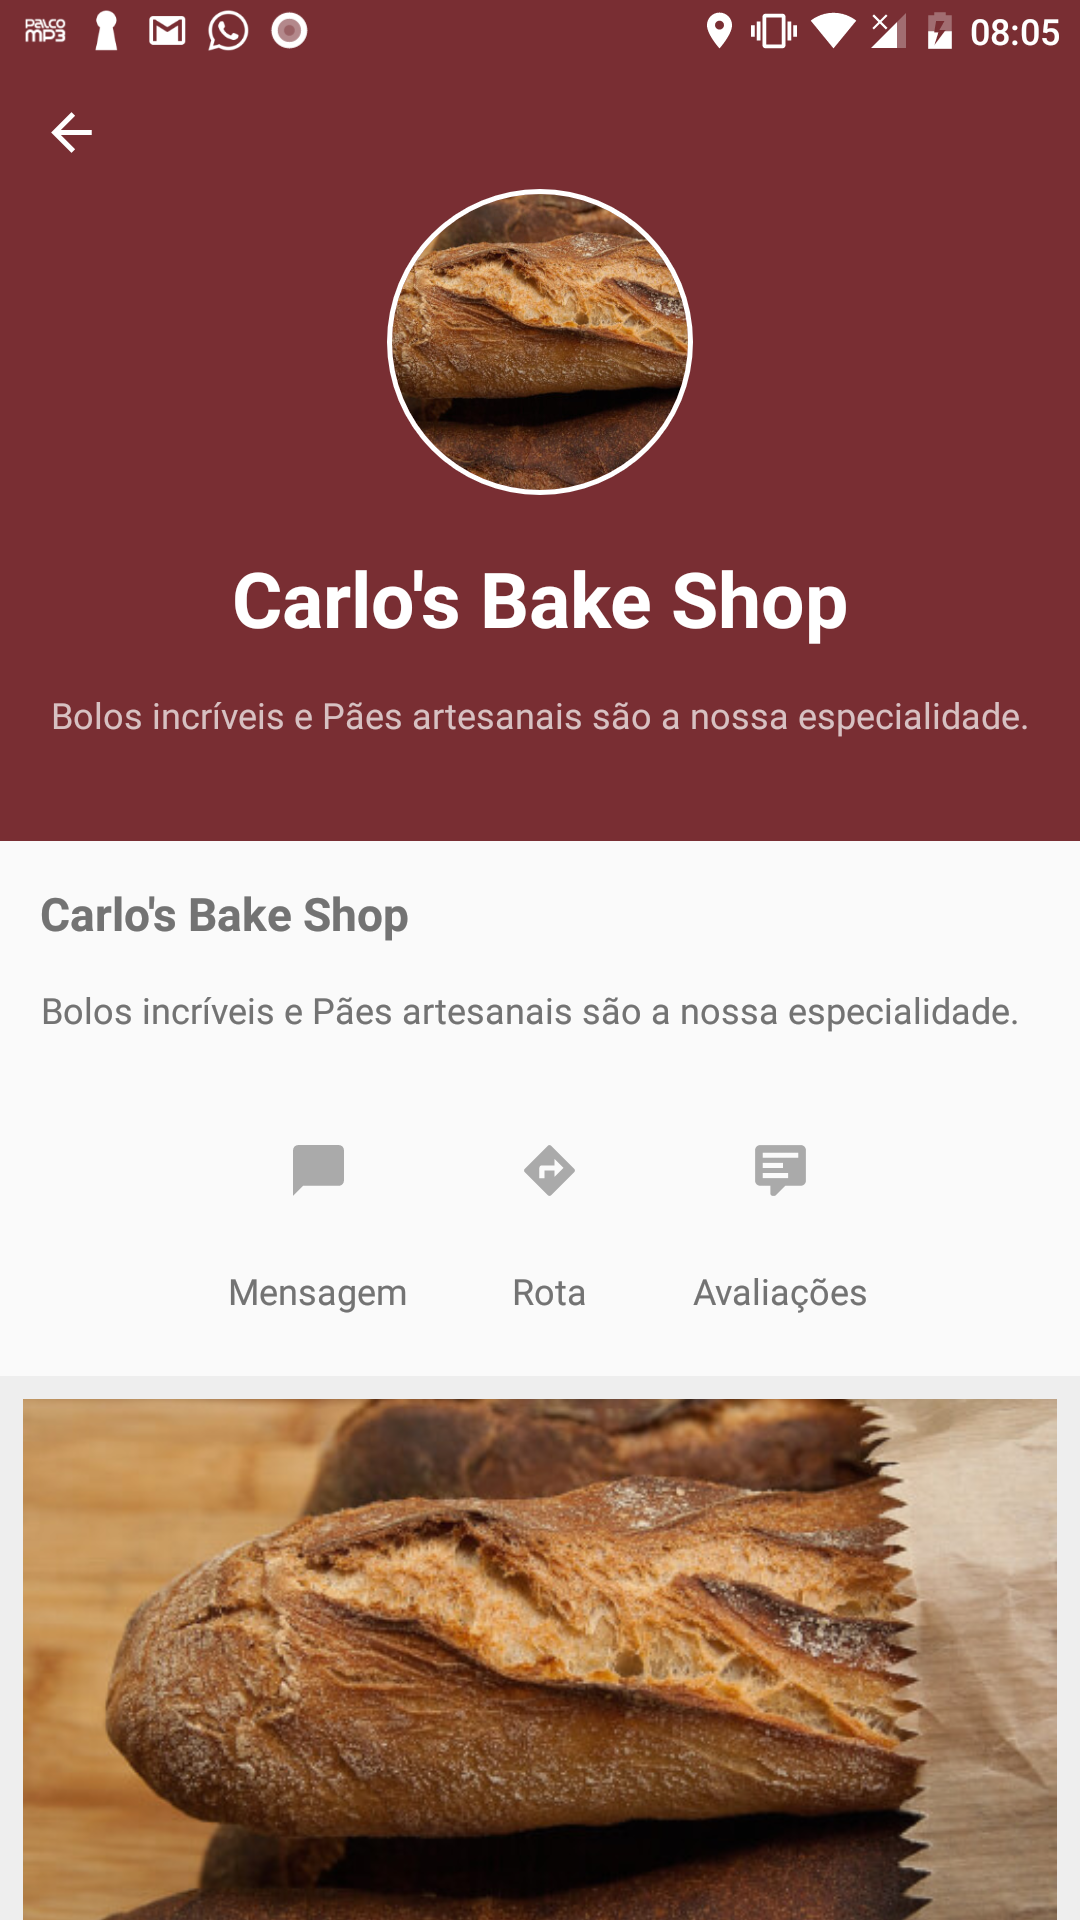 PALCO
MP3
08:05
Carlo's Bake Shop
Bolos incríveis e Pães artesanais são a nossa especialidade.
Carlo's Bake Shop
Bolos incríveis e Pães artesanais são a nossa especialidade.
Mensagem
Rota
Avaliações